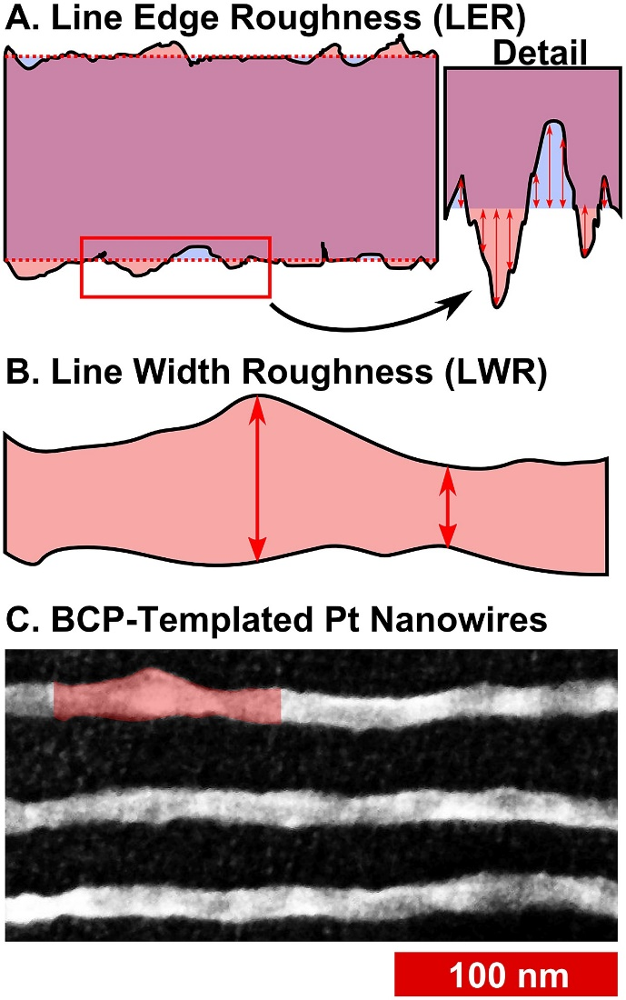 A. Line Edge Roughness (LER)
Detail
B. Line Width Roughness (LWR)
C. BCP-Templated Pt Nanowires
100 nm